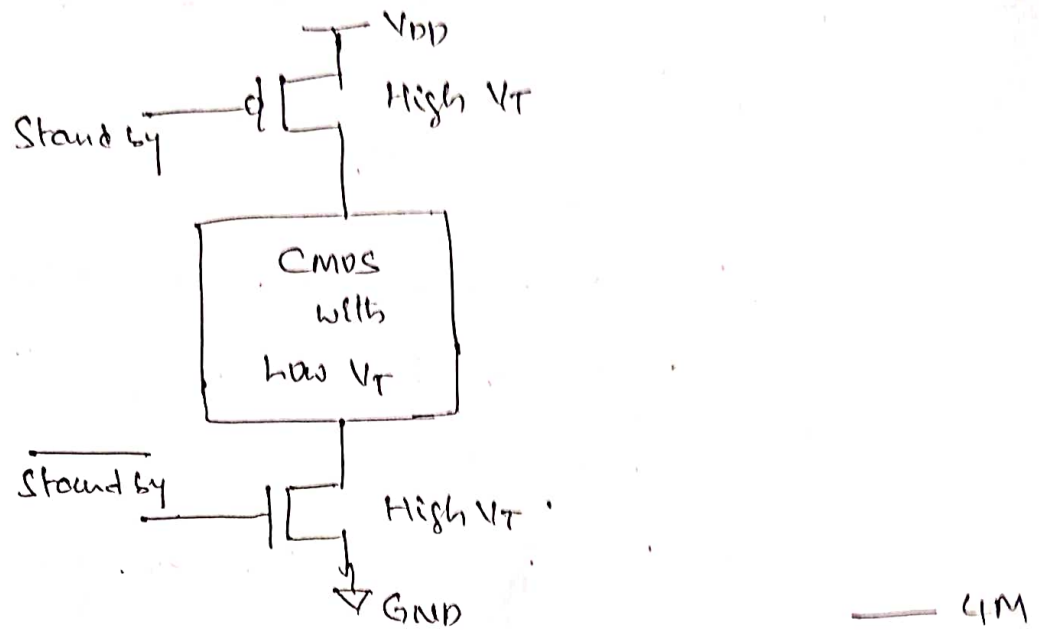 VDD
High VT
Stand by
CMOS
with
Low VT
Stand by
High VT
GND
4M